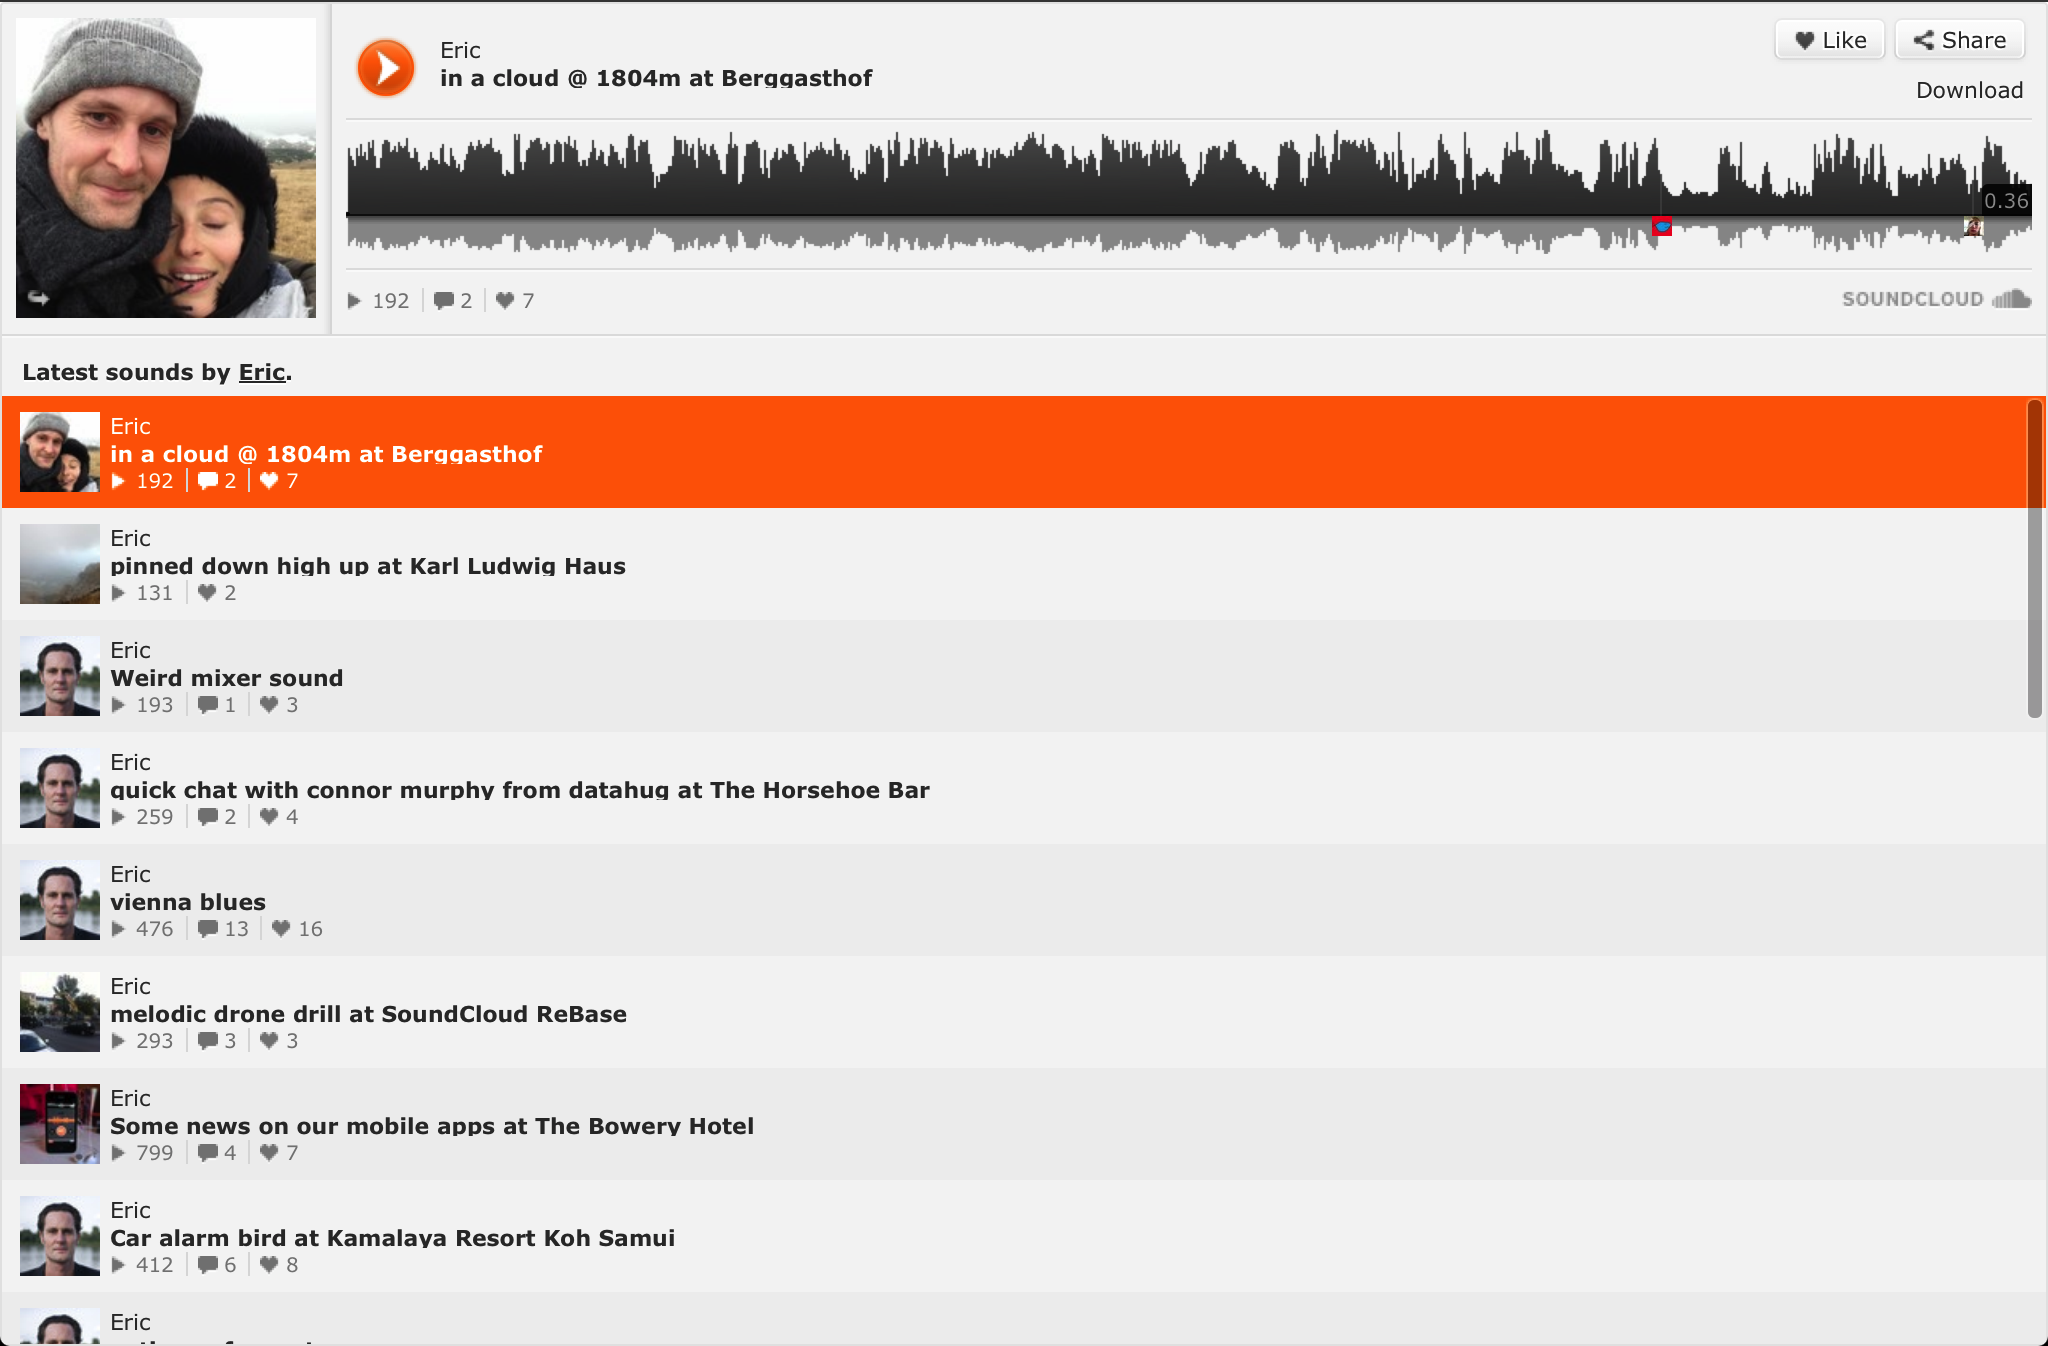 Eric
in a cloud @ 1804m at Berggasthof
Like
Share
Download
0.36
192
2
7
SOUNDCLOUD
Latest sounds by Eric.
Eric
in a cloud @ 1804m at Berggasthof
192
2
7
Eric
pinned down high up at Karl Ludwig Haus
131
2
Eric
Weird mixer sound
193
1
3
Eric
quick chat with connor murphy from datahug at The Horsehoe Bar
259
2
4
Eric
vienna blues
476
13
16
Eric
melodic drone drill at SoundCloud ReBase
293
3
3
Eric
Some news on our mobile apps at The Bowery Hotel
799
4
7
Eric
Car alarm bird at Kamalaya Resort Koh Samui
412
6
8
Eric